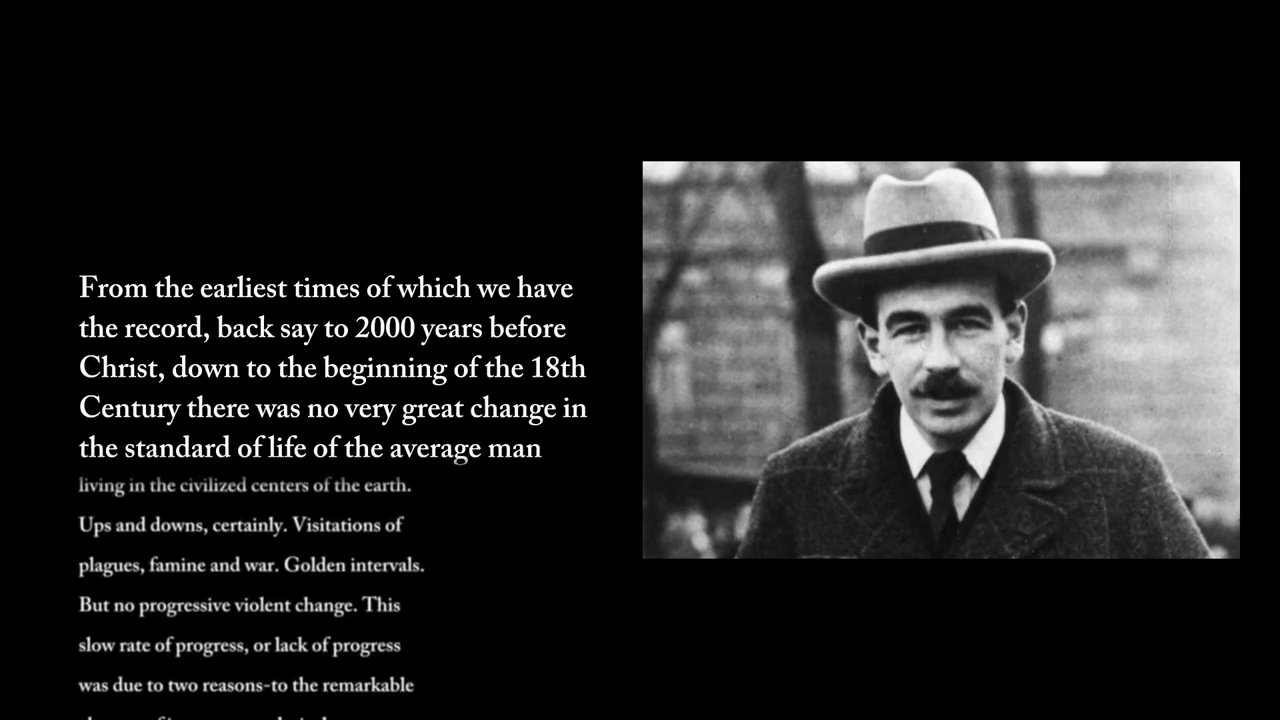 From the earliest times of which we have
the record, back say to 2000 years before
Christ, down to the beginning of the 18th
Century there was no very great change in
the standard of life of the average man
living in the civilized centers of the earth.
Ups and downs, certainly. Visitations of
plagues, famine and war. Golden intervals.
But no progressive violent change. This
slow rate of progress, or lack of progress
was due to two reasons-to the remarkable